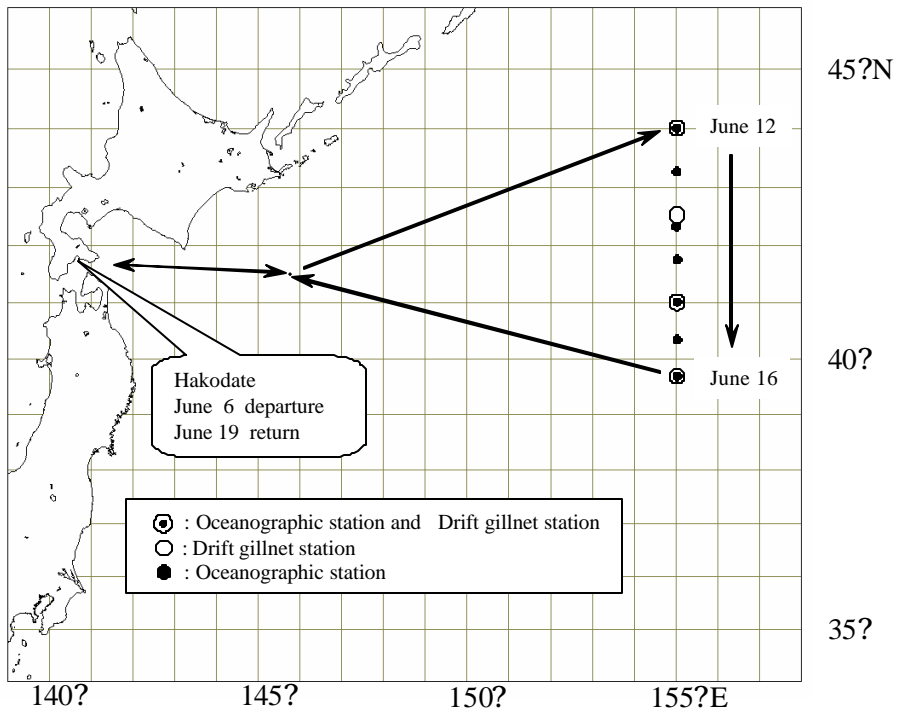 45?N
June 12
40?
June 16
Hakodate
June 6 departure
June 19 return
: Oceanographic station and Drift gillnet station
: Drift gillnet station
: Oceanographic station
35?
140? 145? 150? 155?E